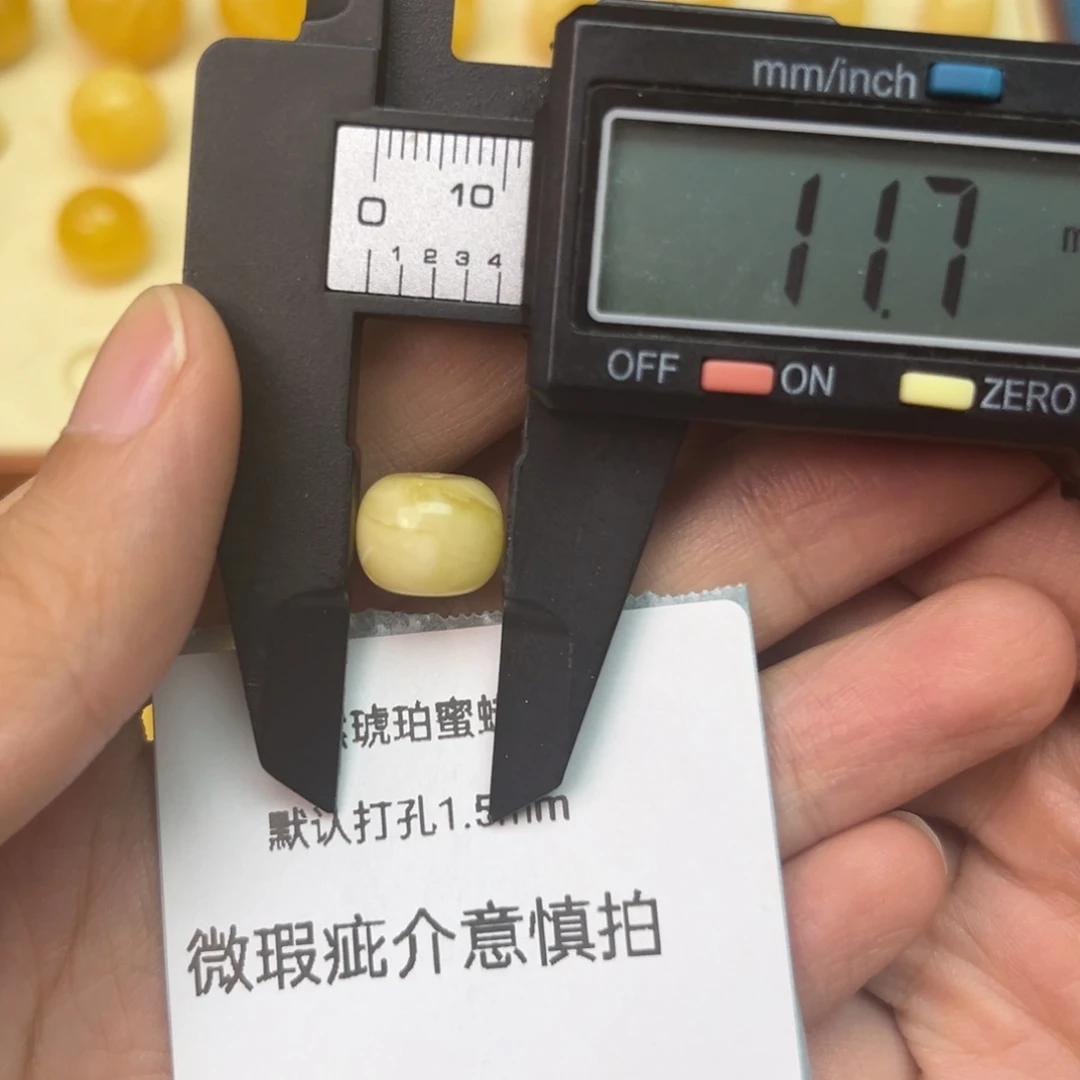 mm/inch
0 10
1 2 3 4
11.7
OFF ON ZERO
琥珀蜜
默认打孔1.5mm
微瑕疵介意慎拍